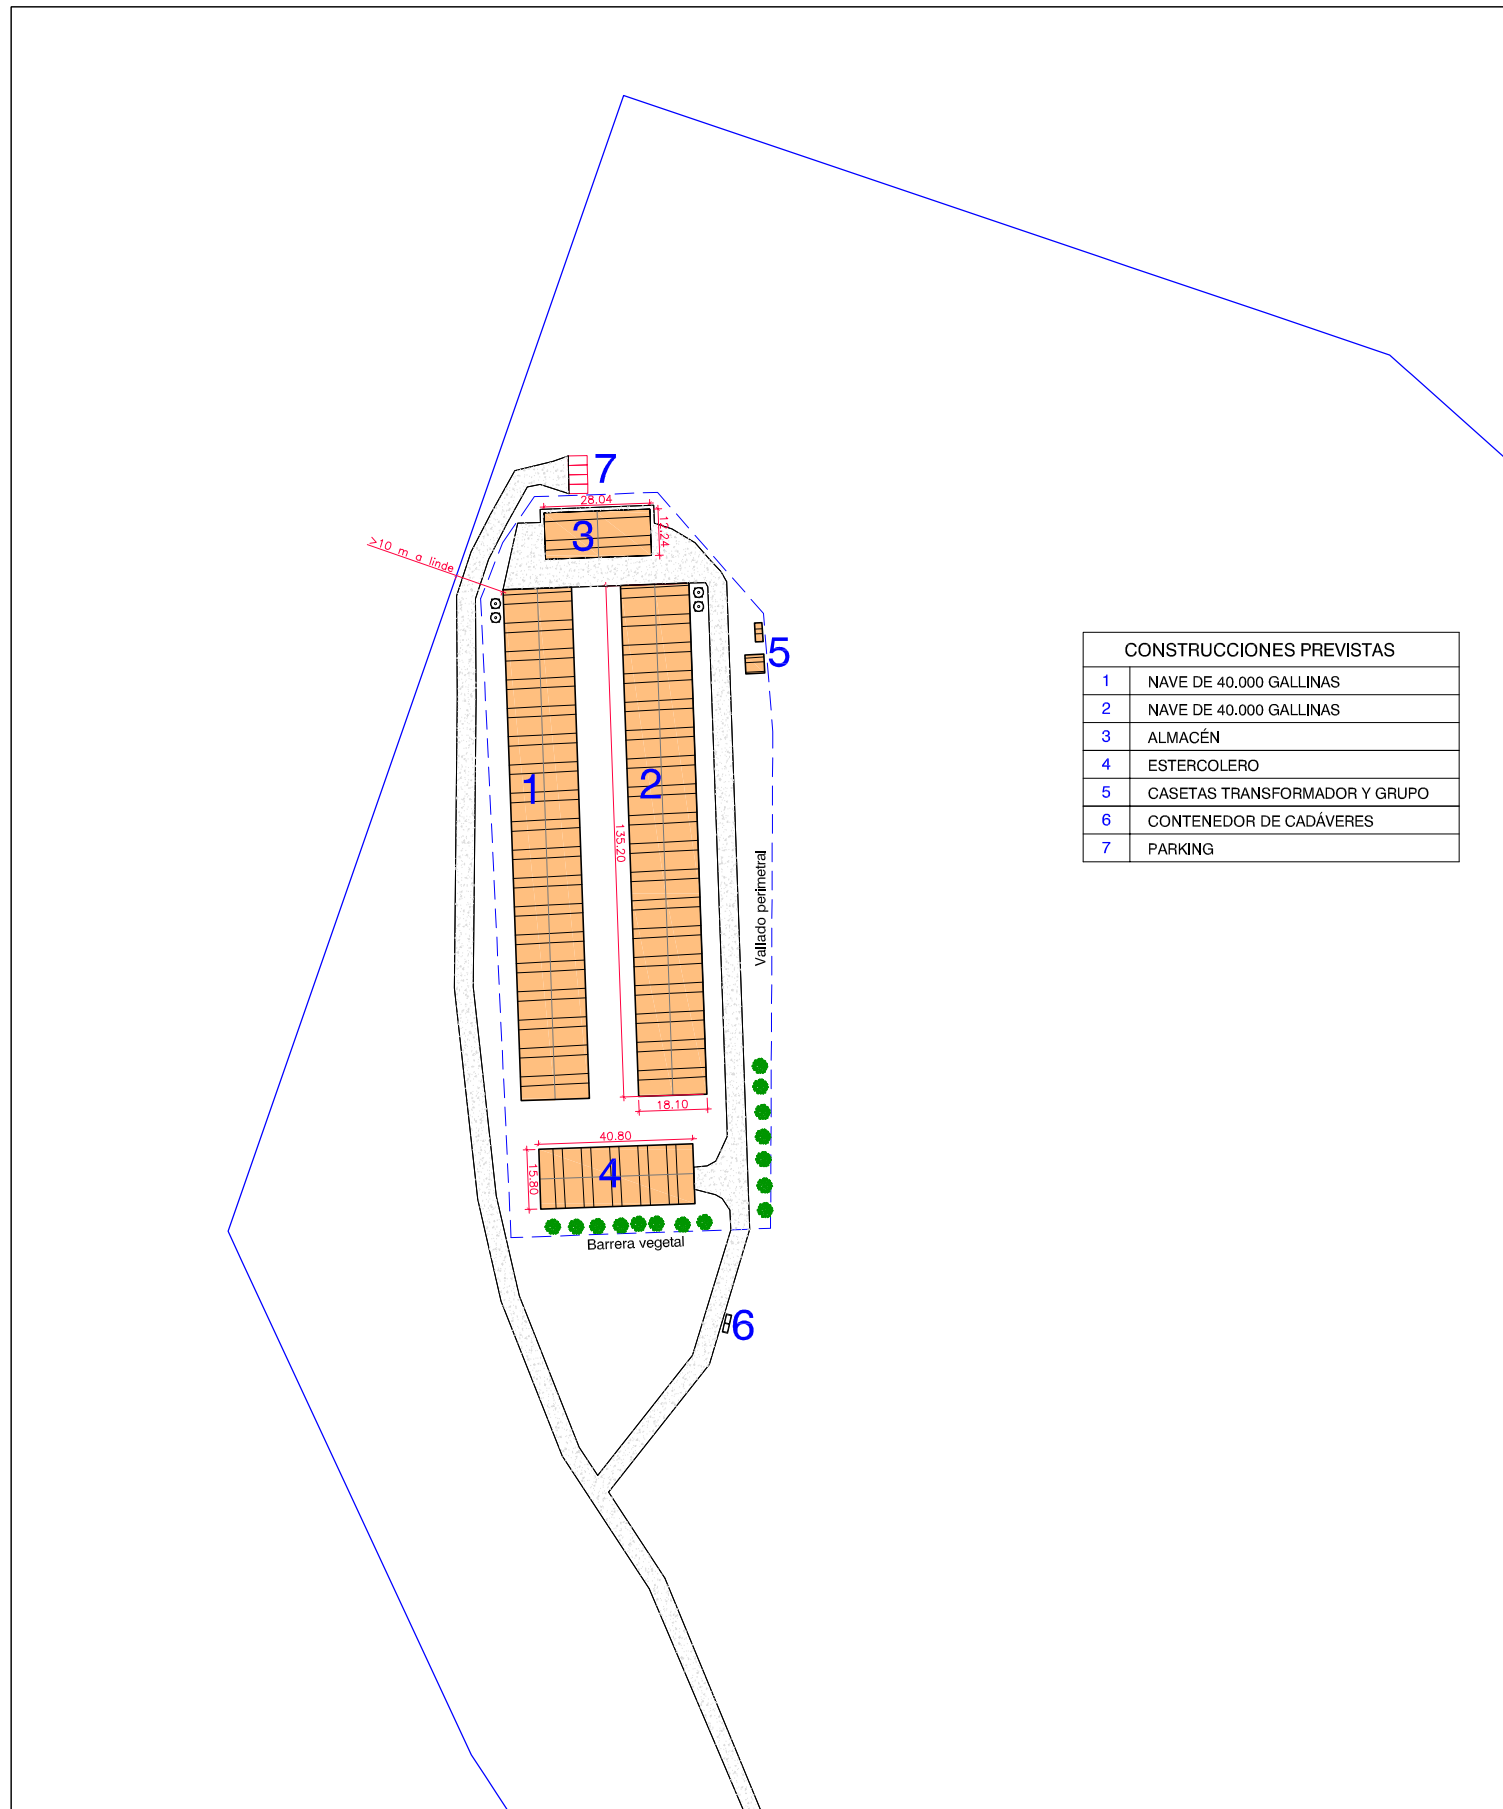 7
28.04
3
12.24
>10 m a linde
5
1
2
135.20
Vallado perimetral
18.10
40.80
15.80
4
Barrera vegetal
6
CONSTRUCCIONES PREVISTAS
1 NAVE DE 40.000 GALLINAS
2 NAVE DE 40.000 GALLINAS
3 ALMACÉN
4 ESTERCOLERO
5 CASETAS TRANSFORMADOR Y GRUPO
6 CONTENEDOR DE CADÁVERES
7 PARKING